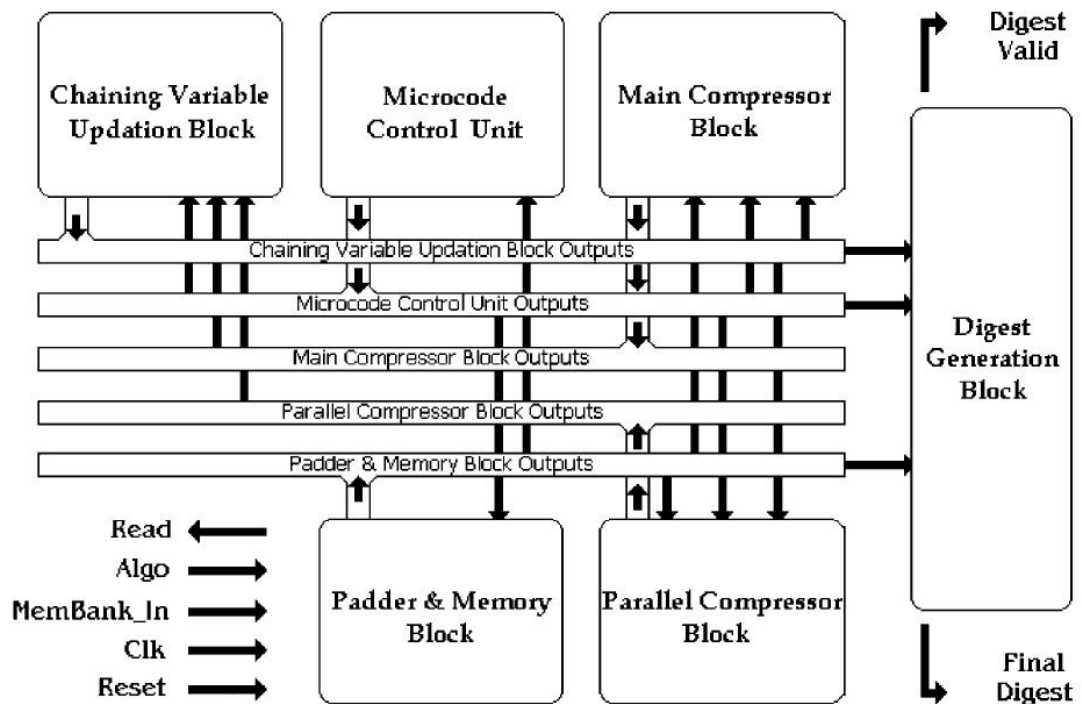 Chaining Variable
Updation Block
Microcode
Control Unit
Main Compressor
Block
Digest
Valid
Chaining Variable Updation Block Outputs
Microcode Control Unit Outputs
Main Compressor Block Outputs
Parallel Compressor Block Outputs
Padder & Memory Block Outputs
Digest
Generation
Block
Read
Algo
MemBank_In
Clk
Reset
Padder & Memory
Block
Parallel Compressor
Block
Final
Digest